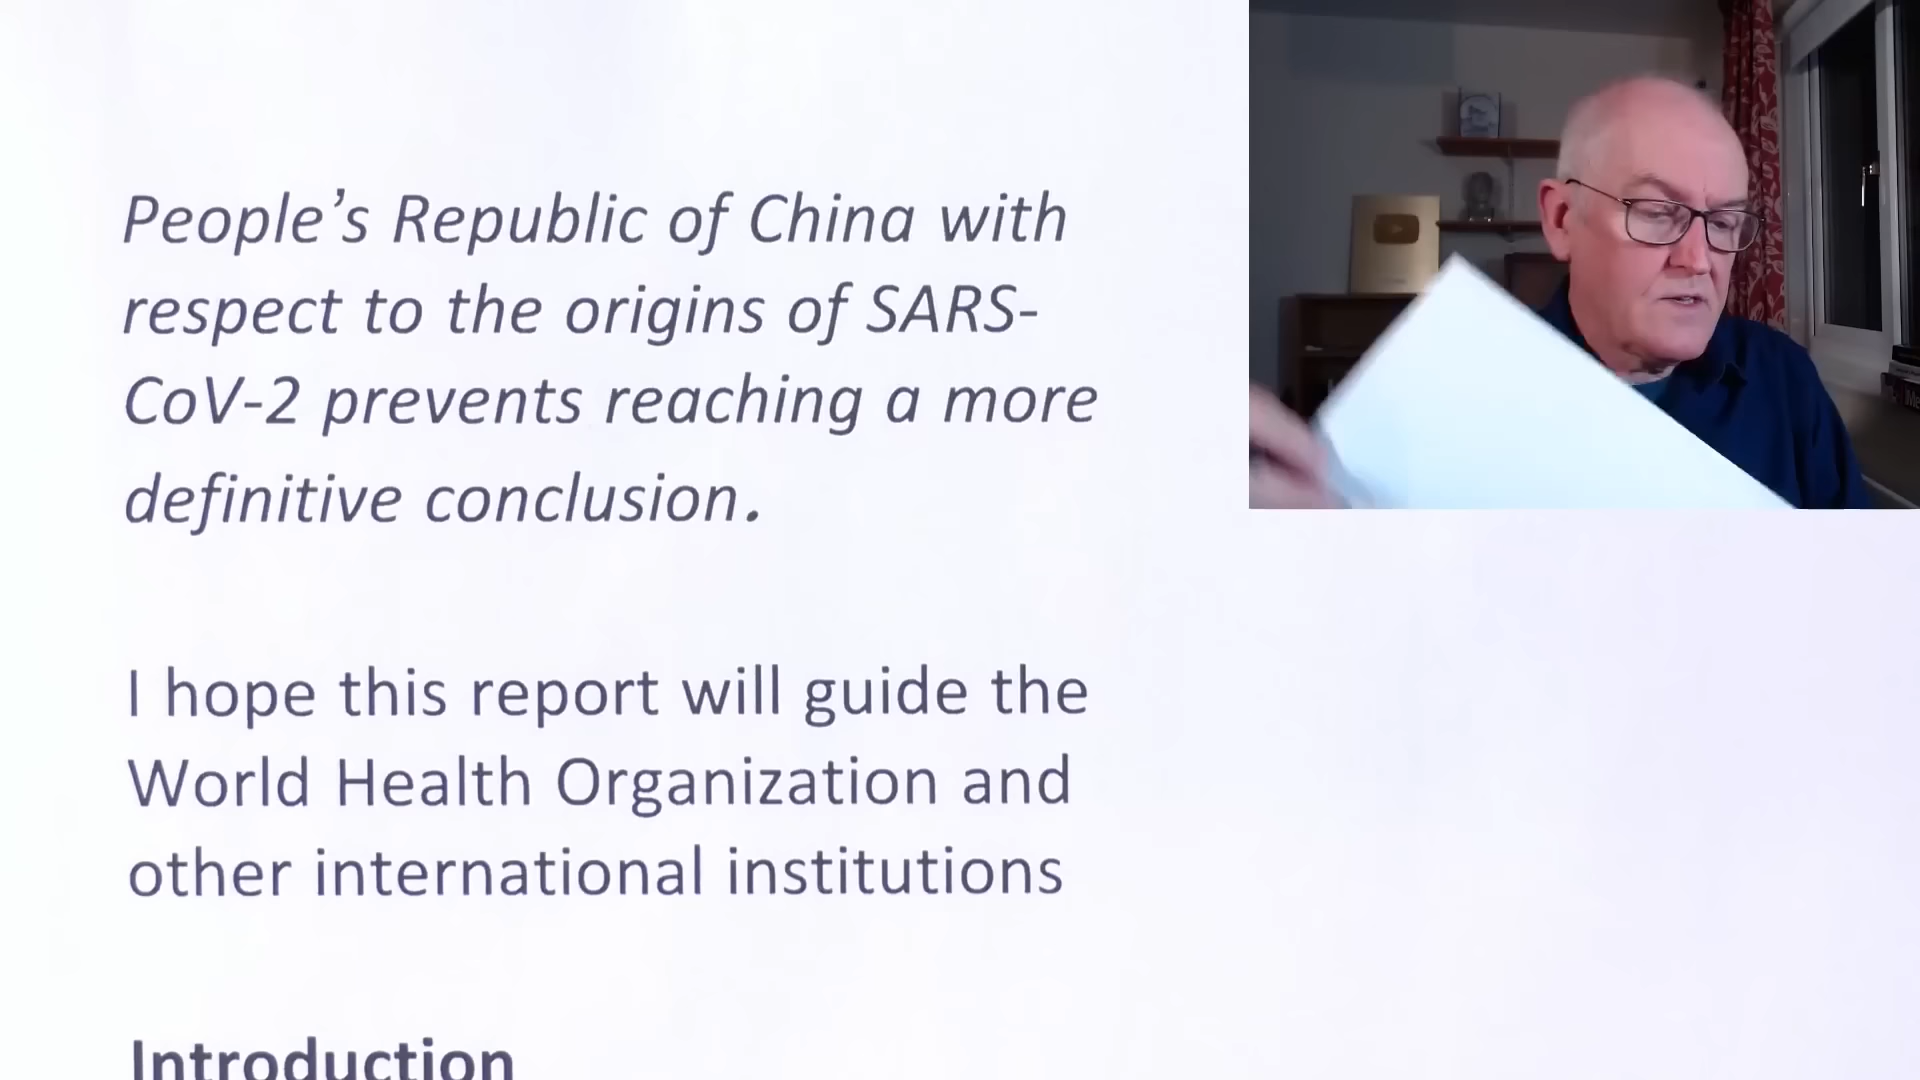 People’s Republic of China with
respect to the origins of SARS-
CoV-2 prevents reaching a more
definitive conclusion.
I hope this report will guide the
World Health Organization and
other international institutions
Introduction